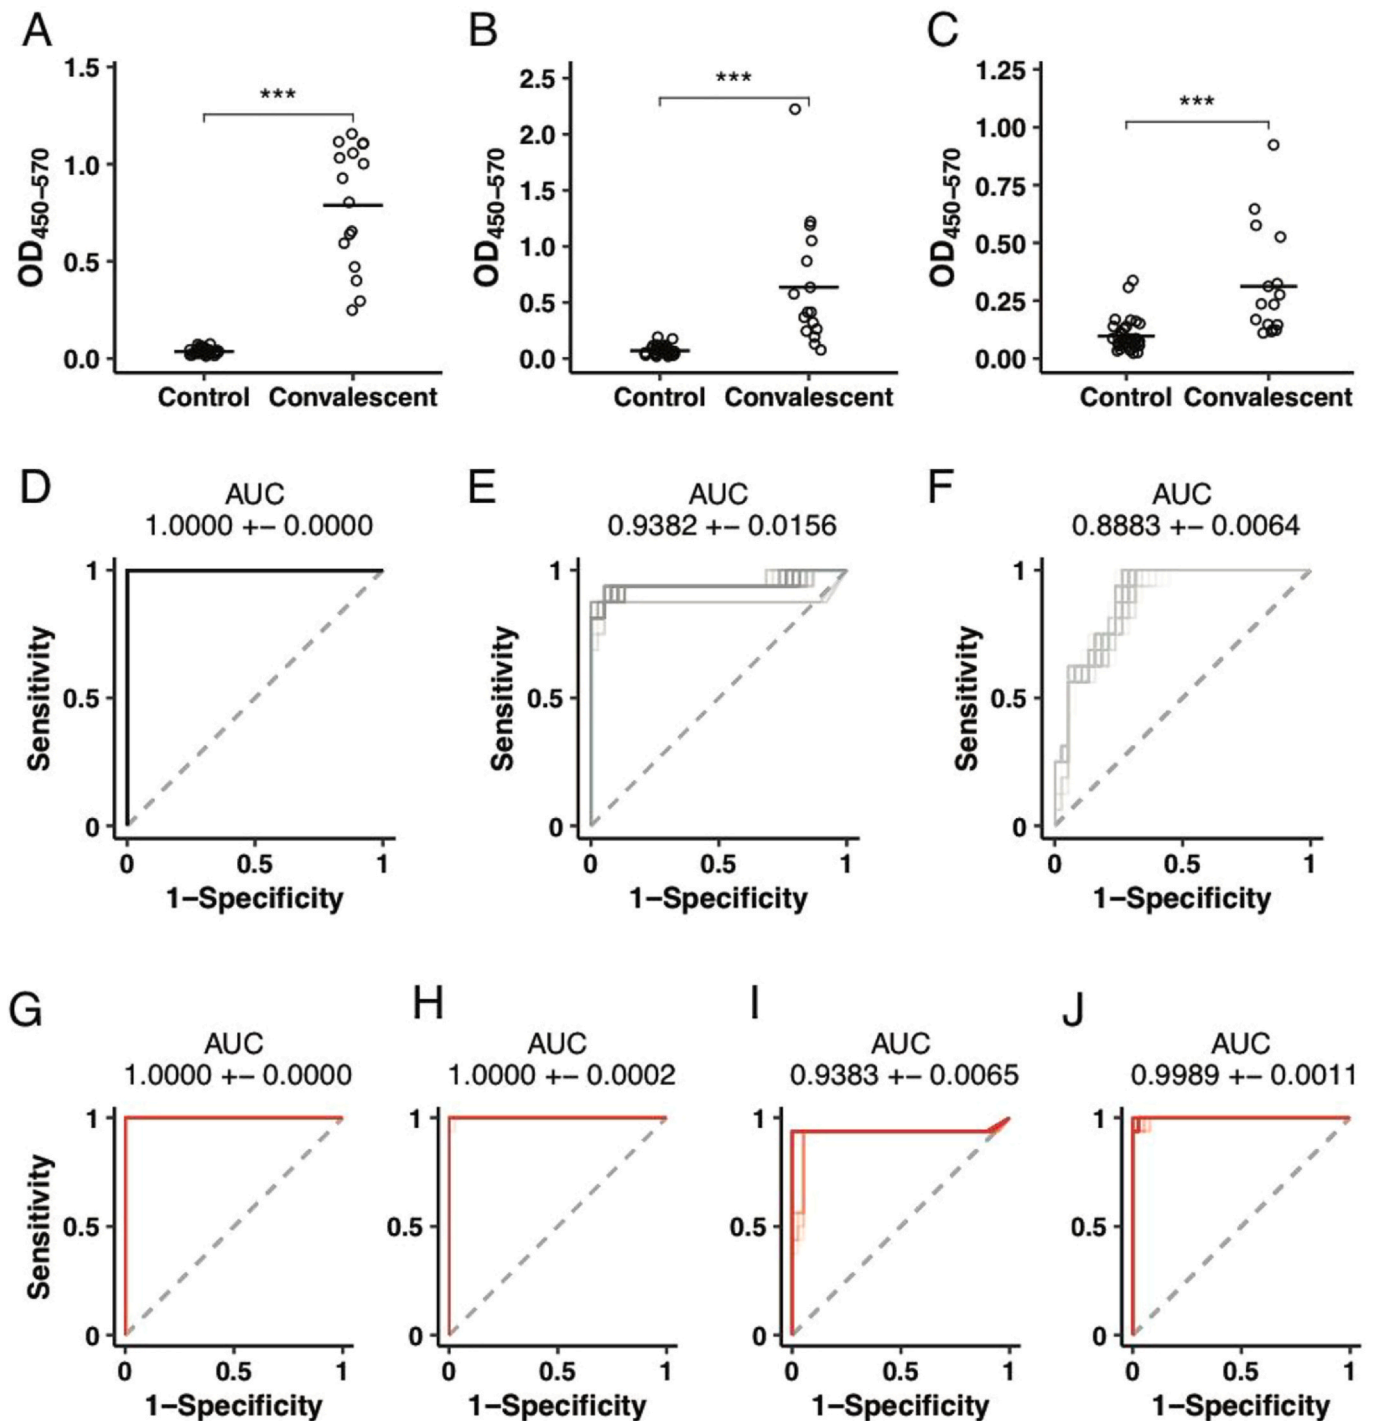 A
B
C
1.5
1.0
0.5
0.0
OD450−570
***
Control Convalescent
2.5
2.0
1.5
1.0
0.5
0.0
OD450−570
***
Control Convalescent
1.25
1.00
0.75
0.50
0.25
0.00
OD450−570
***
Control Convalescent
D
AUC
1.0000 +− 0.0000
1
0.5
0
Sensitivity
0 0.5 1
1−Specificity
E
AUC
0.9382 +− 0.0156
1
0.5
0
Sensitivity
0 0.5 1
1−Specificity
F
AUC
0.8883 +− 0.0064
1
0.5
0
Sensitivity
0 0.5 1
1−Specificity
G
AUC
1.0000 +− 0.0000
1
0.5
0
Sensitivity
0 0.5 1
1−Specificity
H
AUC
1.0000 +− 0.0002
1
0.5
0
0 0.5 1
1−Specificity
I
AUC
0.9383 +− 0.0065
1
0.5
0
0 0.5 1
1−Specificity
J
AUC
0.9989 +− 0.0011
1
0.5
0
0 0.5 1
1−Specificity